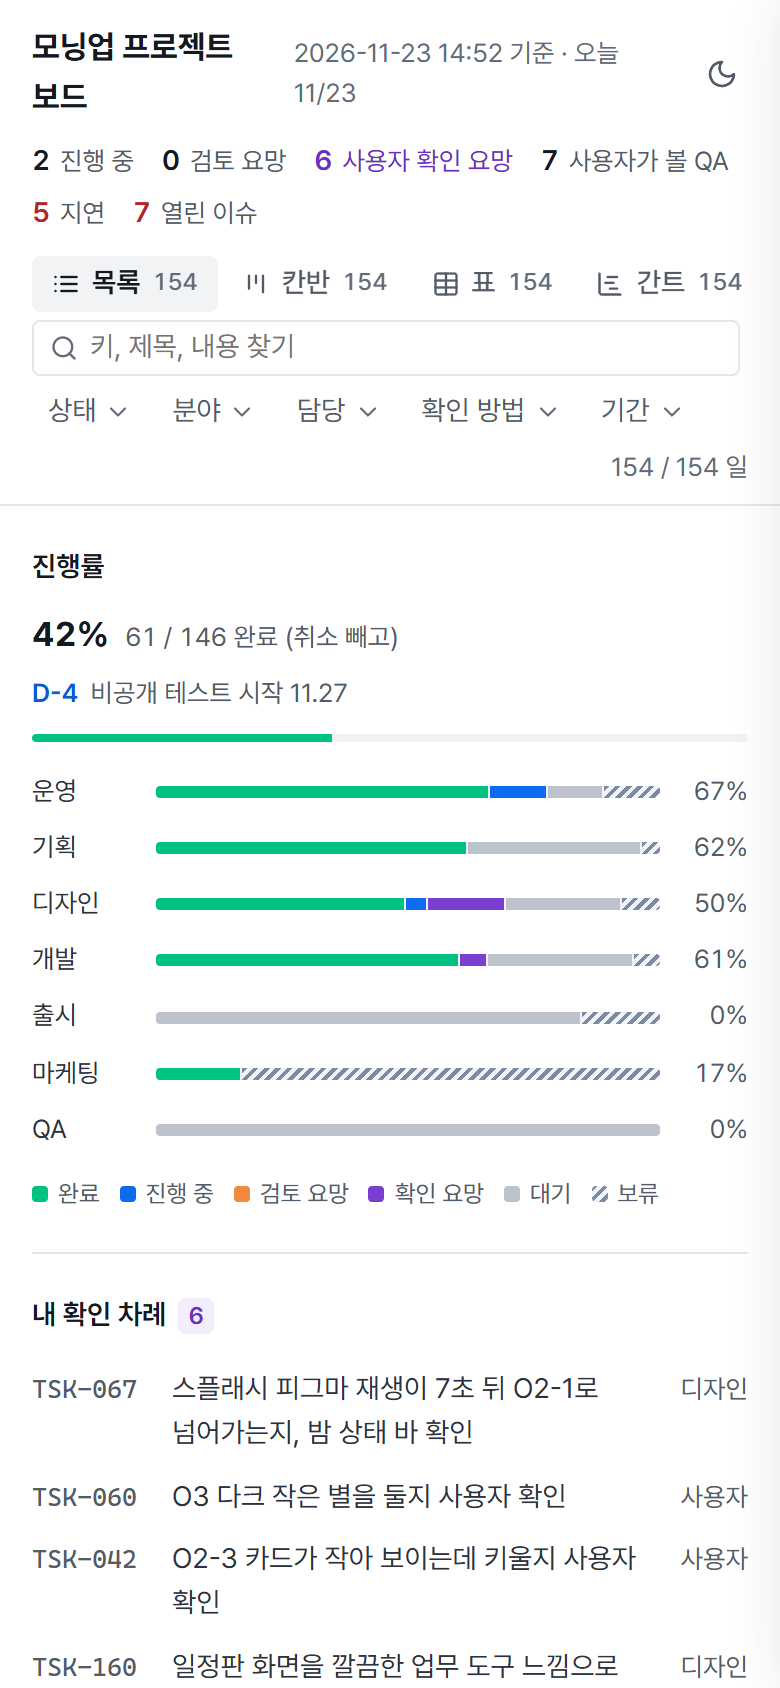 모닝업 프로젝트
보드
2026-11-23 14:52 기준 · 오늘
11/23
2 진행 중 0 검토 요망 6 사용자 확인 요망 7 사용자가 볼 QA
5 지연 7 열린 이슈
목록 154 칸반 154 표 154 간트 154
키, 제목, 내용 찾기
상태 분야 담당 확인 방법 기간
154 / 154 일
진행률
42% 61 / 146 완료 (취소 빼고)
D-4 비공개 테스트 시작 11.27
운영 67%
기획 62%
디자인 50%
개발 61%
출시 0%
마케팅 17%
QA 0%
완료 진행 중 검토 요망 확인 요망 대기 보류
내 확인 차례 6
TSK-067 스플래시 피그마 재생이 7초 뒤 O2-1로 디자인
넘어가는지, 밤 상태 바 확인
TSK-060 O3 다크 작은 별을 둘지 사용자 확인 사용자
TSK-042 O2-3 카드가 작아 보이는데 키울지 사용자 사용자
확인
TSK-160 일정판 화면을 깔끔한 업무 도구 느낌으로 디자인